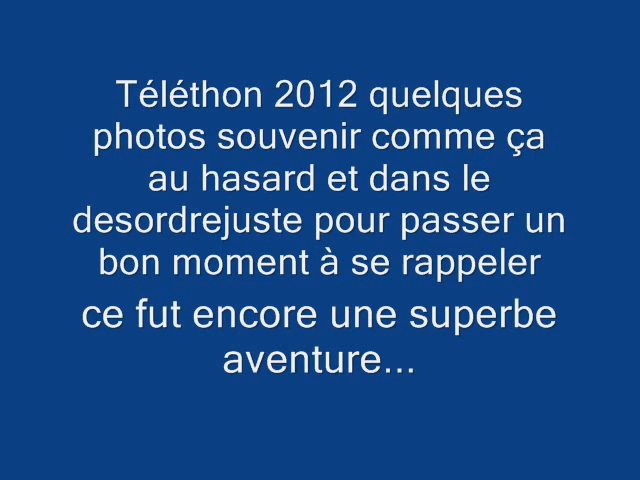 Téléthon 2012 quelques
photos souvenir comme ça
au hasard et dans le
desordrejuste pour passer un
bon moment à se rappeler
ce fut encore une superbe
aventure...